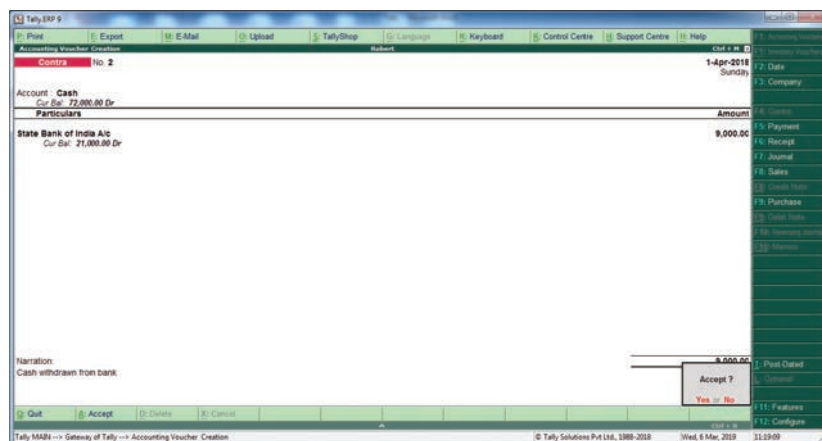 Tally.ERP 9
P: Print E: Export M: E-Mail O: Upload S: TallyShop G: Language K: Keyboard K: Control Centre H: Support Centre H: Help
Accounting Voucher Creation Robert Ctrl + M
Contra No. 2 1-Apr-2018
Sunday
Account : Cash
Cur Bal: 72,000.00 Dr
Particulars Amount
State Bank of India A/c 9,000.00
Cur Bal: 21,000.00 Dr
F2: Date
F3: Company
F4: Contra
F5: Payment
F6: Receipt
F7: Journal
F8: Sales
F9: Purchase
Narration:
Cash withdrawn from bank
9,000.00
Accept ?
Yes or No
T: Post-Dated
L: Optional
F11: Features
F12: Configure
Q: Quit A: Accept D: Delete X: Cancel
Tally MAIN --> Gateway of Tally --> Accounting Voucher Creation © Tally Solutions Pvt Ltd., 1988-2018 Wed, 6 Mar, 2019 11:19:09